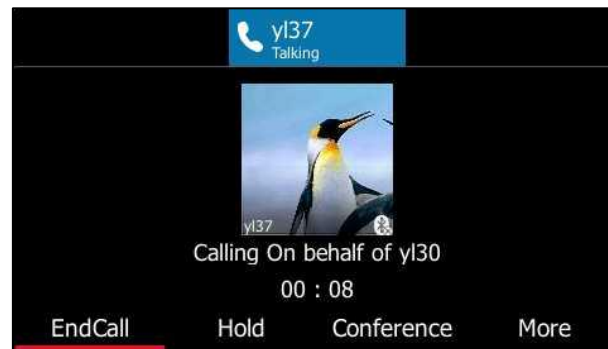 yl37
Talking
yl37
Calling On behalf of yl30
00 : 08
EndCall Hold Conference More